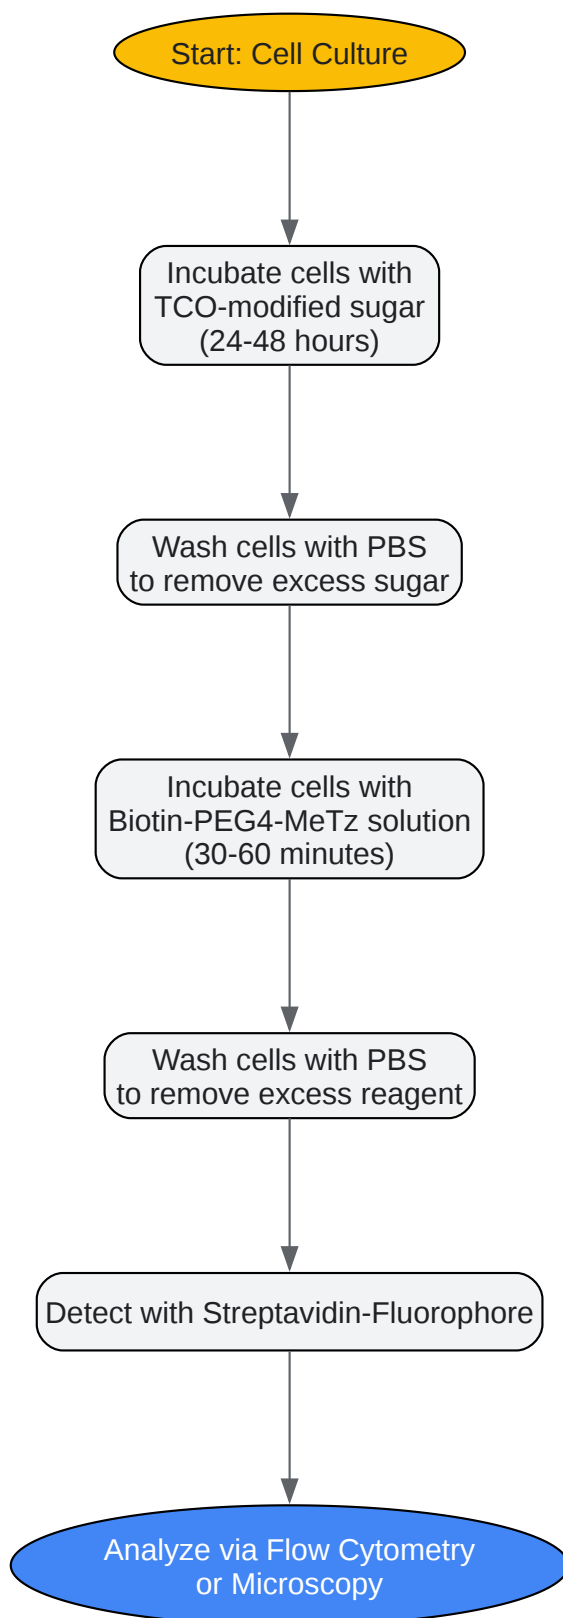 Start: Cell Culture
Incubate cells with
TCO-modified sugar
(24-48 hours)
Wash cells with PBS
to remove excess sugar
Incubate cells with
Biotin-PEG4-MeTz solution
(30-60 minutes)
Wash cells with PBS
to remove excess reagent
Detect with Streptavidin-Fluorophore
Analyze via Flow Cytometry
or Microscopy